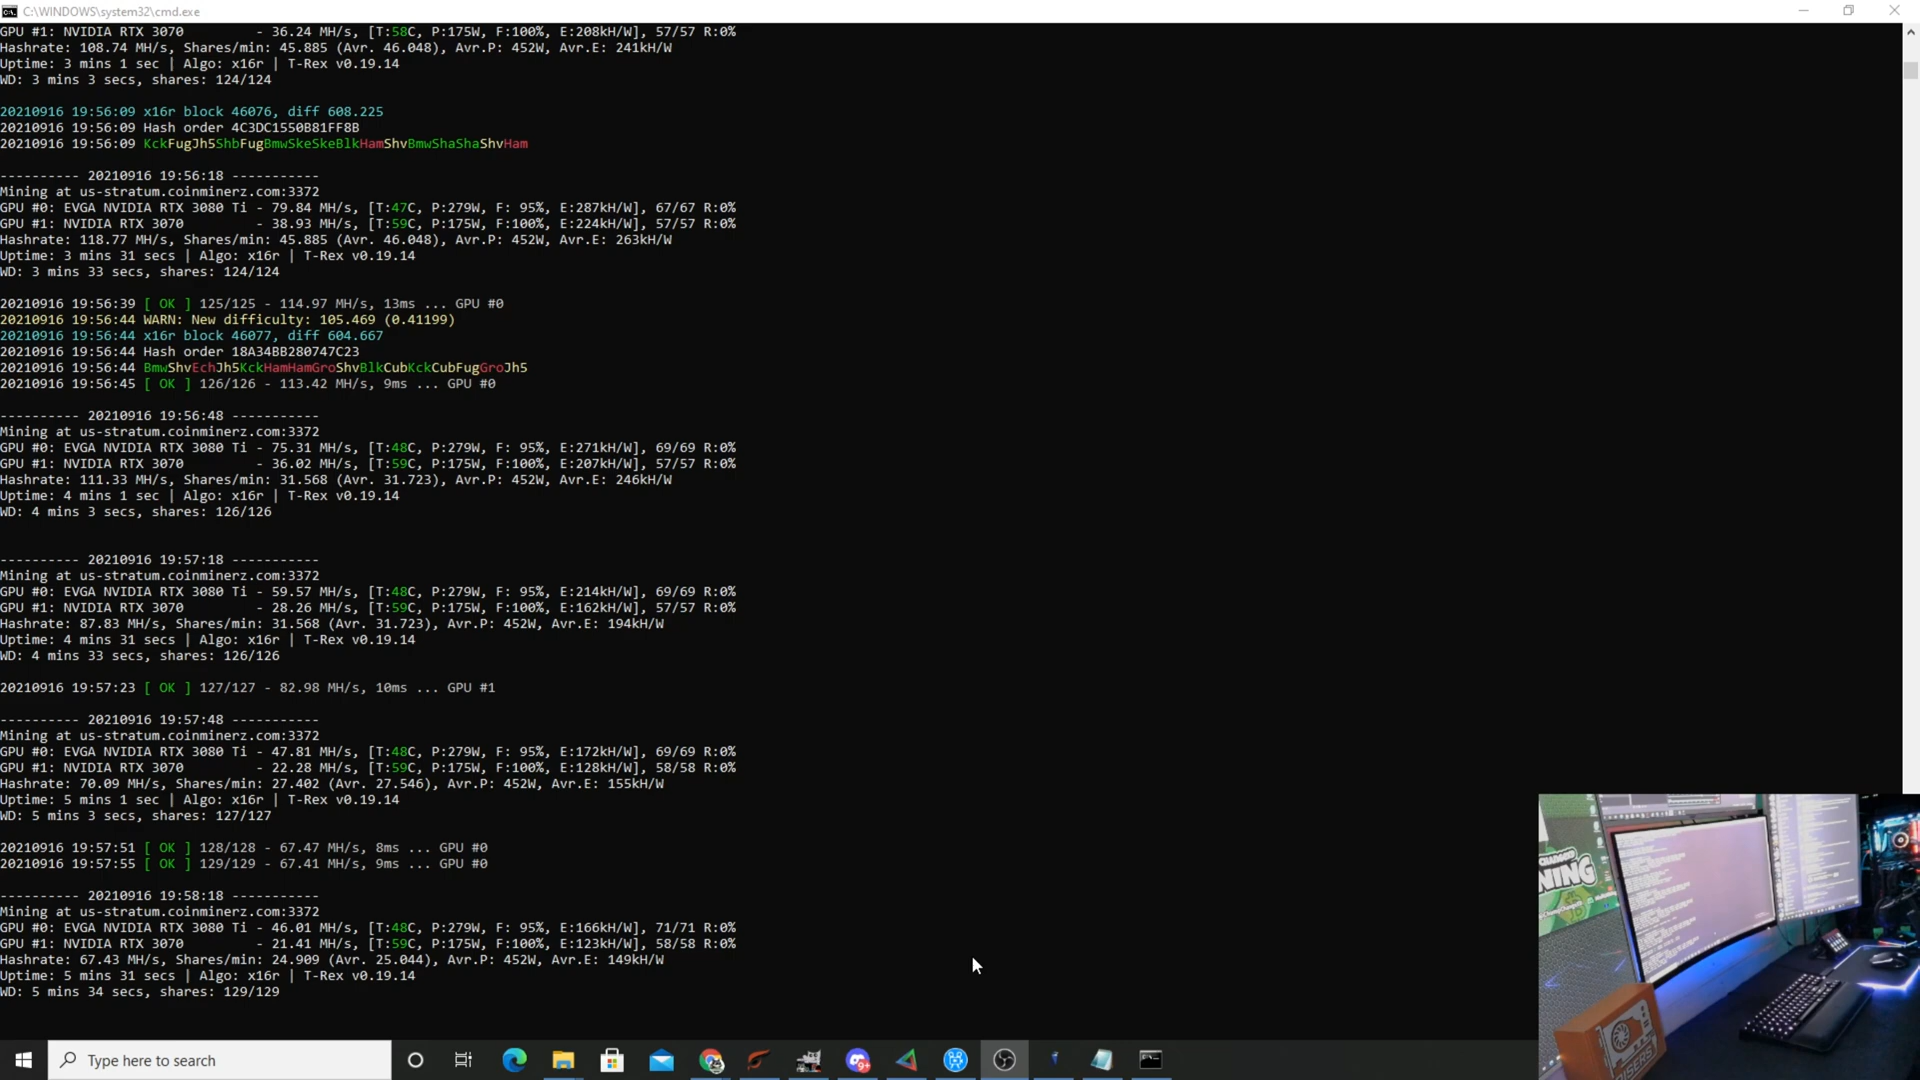 C:\WINDOWS\system32\cmd.exe
GPU #1: NVIDIA RTX 3070 - 36.24 MH/s, [T:58C, P:175W, F:100%, E:208kH/W], 57/57 R:0%
Hashrate: 108.74 MH/s, Shares/min: 45.885 (Avr. 46.048), Avr.P: 452W, Avr.E: 241kH/W
Uptime: 3 mins 1 sec | Algo: x16r | T-Rex v0.19.14
WD: 3 mins 3 secs, shares: 124/124
20210916 19:56:09 x16r block 46076, diff 608.225
20210916 19:56:09 Hash order 4C3DC1550B81FF8B
20210916 19:56:09 KckFugJh5ShbFugBmwSkeSkeBlkHamShvBmwShaShaShvHam
---------- 20210916 19:56:18 -----------
Mining at us-stratum.coinminerz.com:3372
GPU #0: EVGA NVIDIA RTX 3080 Ti - 79.84 MH/s, [T:47C, P:279W, F: 95%, E:287kH/W], 67/67 R:0%
GPU #1: NVIDIA RTX 3070 - 38.93 MH/s, [T:59C, P:175W, F:100%, E:224kH/W], 57/57 R:0%
Hashrate: 118.77 MH/s, Shares/min: 45.885 (Avr. 46.048), Avr.P: 452W, Avr.E: 263kH/W
Uptime: 3 mins 31 secs | Algo: x16r | T-Rex v0.19.14
WD: 3 mins 33 secs, shares: 124/124
20210916 19:56:39 [ OK ] 125/125 - 114.97 MH/s, 13ms ... GPU #0
20210916 19:56:44 WARN: New difficulty: 105.469 (0.41199)
20210916 19:56:44 x16r block 46077, diff 604.667
20210916 19:56:44 Hash order 18A34BB280747C23
20210916 19:56:44 BmwShvEchJh5KckHamHamGroShvBlkCubKckCubFugGroJh5
20210916 19:56:45 [ OK ] 126/126 - 113.42 MH/s, 9ms ... GPU #0
---------- 20210916 19:56:48 -----------
Mining at us-stratum.coinminerz.com:3372
GPU #0: EVGA NVIDIA RTX 3080 Ti - 75.31 MH/s, [T:48C, P:279W, F: 95%, E:271kH/W], 69/69 R:0%
GPU #1: NVIDIA RTX 3070 - 36.02 MH/s, [T:59C, P:175W, F:100%, E:207kH/W], 57/57 R:0%
Hashrate: 111.33 MH/s, Shares/min: 31.568 (Avr. 31.723), Avr.P: 452W, Avr.E: 246kH/W
Uptime: 4 mins 1 sec | Algo: x16r | T-Rex v0.19.14
WD: 4 mins 3 secs, shares: 126/126
---------- 20210916 19:57:18 -----------
Mining at us-stratum.coinminerz.com:3372
GPU #0: EVGA NVIDIA RTX 3080 Ti - 59.57 MH/s, [T:48C, P:279W, F: 95%, E:214kH/W], 69/69 R:0%
GPU #1: NVIDIA RTX 3070 - 28.26 MH/s, [T:59C, P:175W, F:100%, E:162kH/W], 57/57 R:0%
Hashrate: 87.83 MH/s, Shares/min: 31.568 (Avr. 31.723), Avr.P: 452W, Avr.E: 194kH/W
Uptime: 4 mins 31 secs | Algo: x16r | T-Rex v0.19.14
WD: 4 mins 33 secs, shares: 126/126
20210916 19:57:23 [ OK ] 127/127 - 82.98 MH/s, 10ms ... GPU #1
---------- 20210916 19:57:48 -----------
Mining at us-stratum.coinminerz.com:3372
GPU #0: EVGA NVIDIA RTX 3080 Ti - 47.81 MH/s, [T:48C, P:279W, F: 95%, E:172kH/W], 69/69 R:0%
GPU #1: NVIDIA RTX 3070 - 22.28 MH/s, [T:59C, P:175W, F:100%, E:128kH/W], 58/58 R:0%
Hashrate: 70.09 MH/s, Shares/min: 27.402 (Avr. 27.546), Avr.P: 452W, Avr.E: 155kH/W
Uptime: 5 mins 1 sec | Algo: x16r | T-Rex v0.19.14
WD: 5 mins 3 secs, shares: 127/127
20210916 19:57:51 [ OK ] 128/128 - 67.47 MH/s, 8ms ... GPU #0
20210916 19:57:55 [ OK ] 129/129 - 67.41 MH/s, 9ms ... GPU #0
---------- 20210916 19:58:18 -----------
Mining at us-stratum.coinminerz.com:3372
GPU #0: EVGA NVIDIA RTX 3080 Ti - 46.01 MH/s, [T:48C, P:279W, F: 95%, E:166kH/W], 71/71 R:0%
GPU #1: NVIDIA RTX 3070 - 21.41 MH/s, [T:59C, P:175W, F:100%, E:123kH/W], 58/58 R:0%
Hashrate: 67.43 MH/s, Shares/min: 24.909 (Avr. 25.044), Avr.P: 452W, Avr.E: 149kH/W
Uptime: 5 mins 31 secs | Algo: x16r | T-Rex v0.19.14
WD: 5 mins 34 secs, shares: 129/129
Type here to search